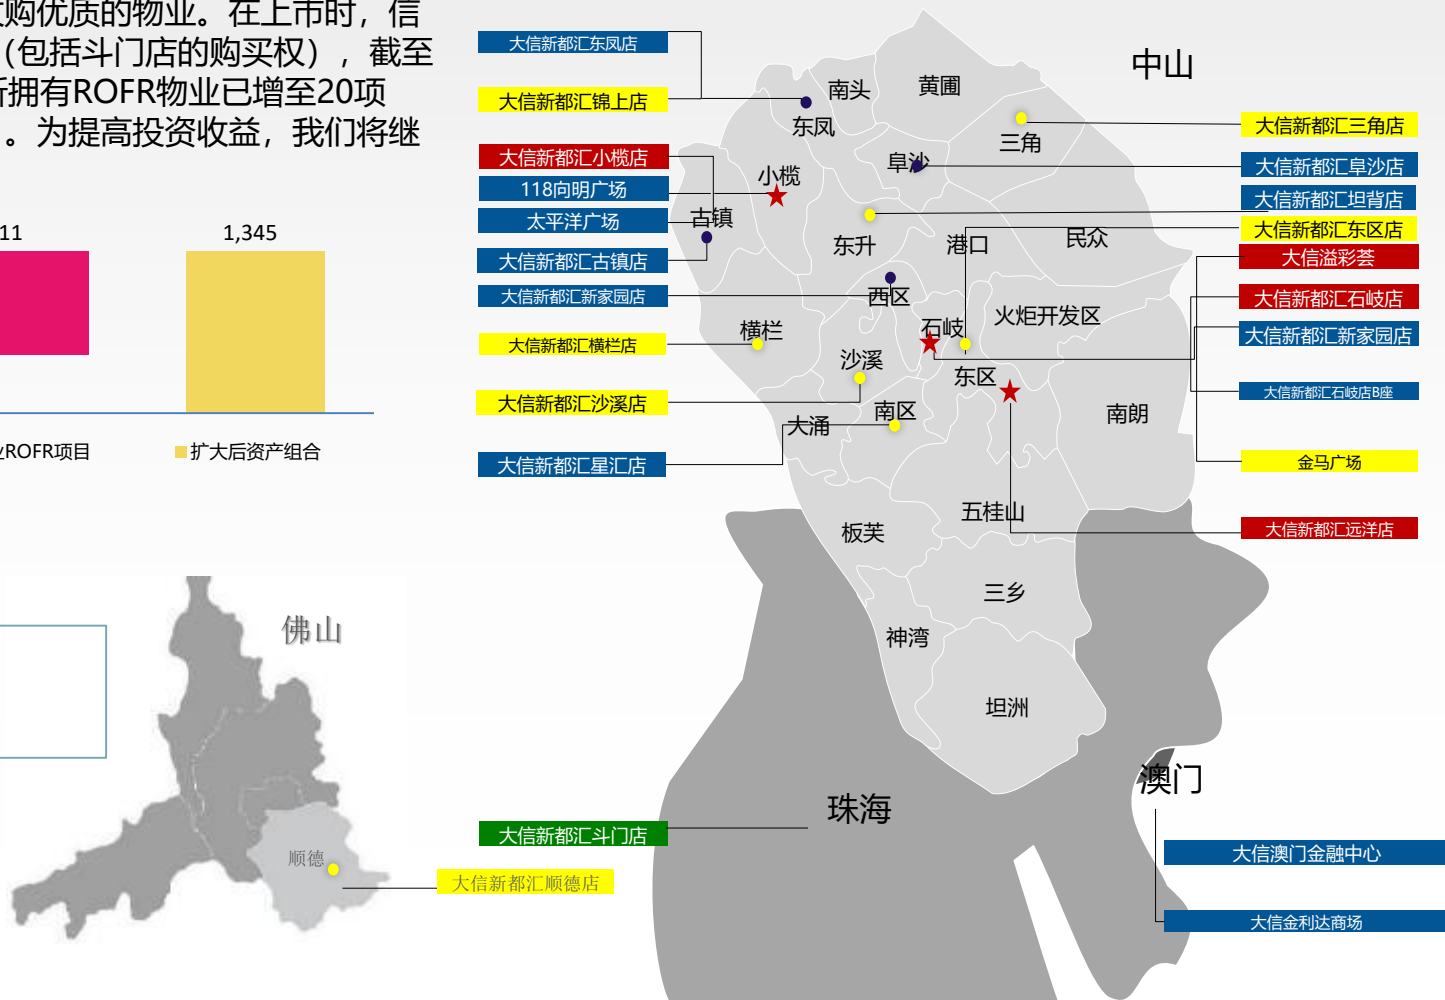 购优质的物业。在上市时，信
（包括斗门店的购买权），截至
拥有ROFR物业已增至20项
。为提高投资收益，我们将继
11
1,345
ROFR项目
扩大后资产组合
佛山
顺德
大信新都汇顺德店
中山
大信新都汇东凤店
大信新都汇锦上店
大信新都汇小榄店
118向明广场
太平洋广场
大信新都汇古镇店
大信新都汇新家园店
大信新都汇横栏店
大信新都汇沙溪店
大信新都汇星汇店
大信新都汇斗门店
南头
黄圃
东凤
三角
阜沙
小榄
古镇
东升
港口
民众
西区
火炬开发区
石岐
横栏
沙溪
东区
南区
大涌
南朗
五桂山
板芙
三乡
神湾
坦洲
珠海
澳门
大信新都汇三角店
大信新都汇阜沙店
大信新都汇坦背店
大信新都汇东区店
大信溢彩荟
大信新都汇石岐店
大信新都汇新家园店
大信新都汇石岐店B座
金马广场
大信新都汇远洋店
大信澳门金融中心
大信金利达商场